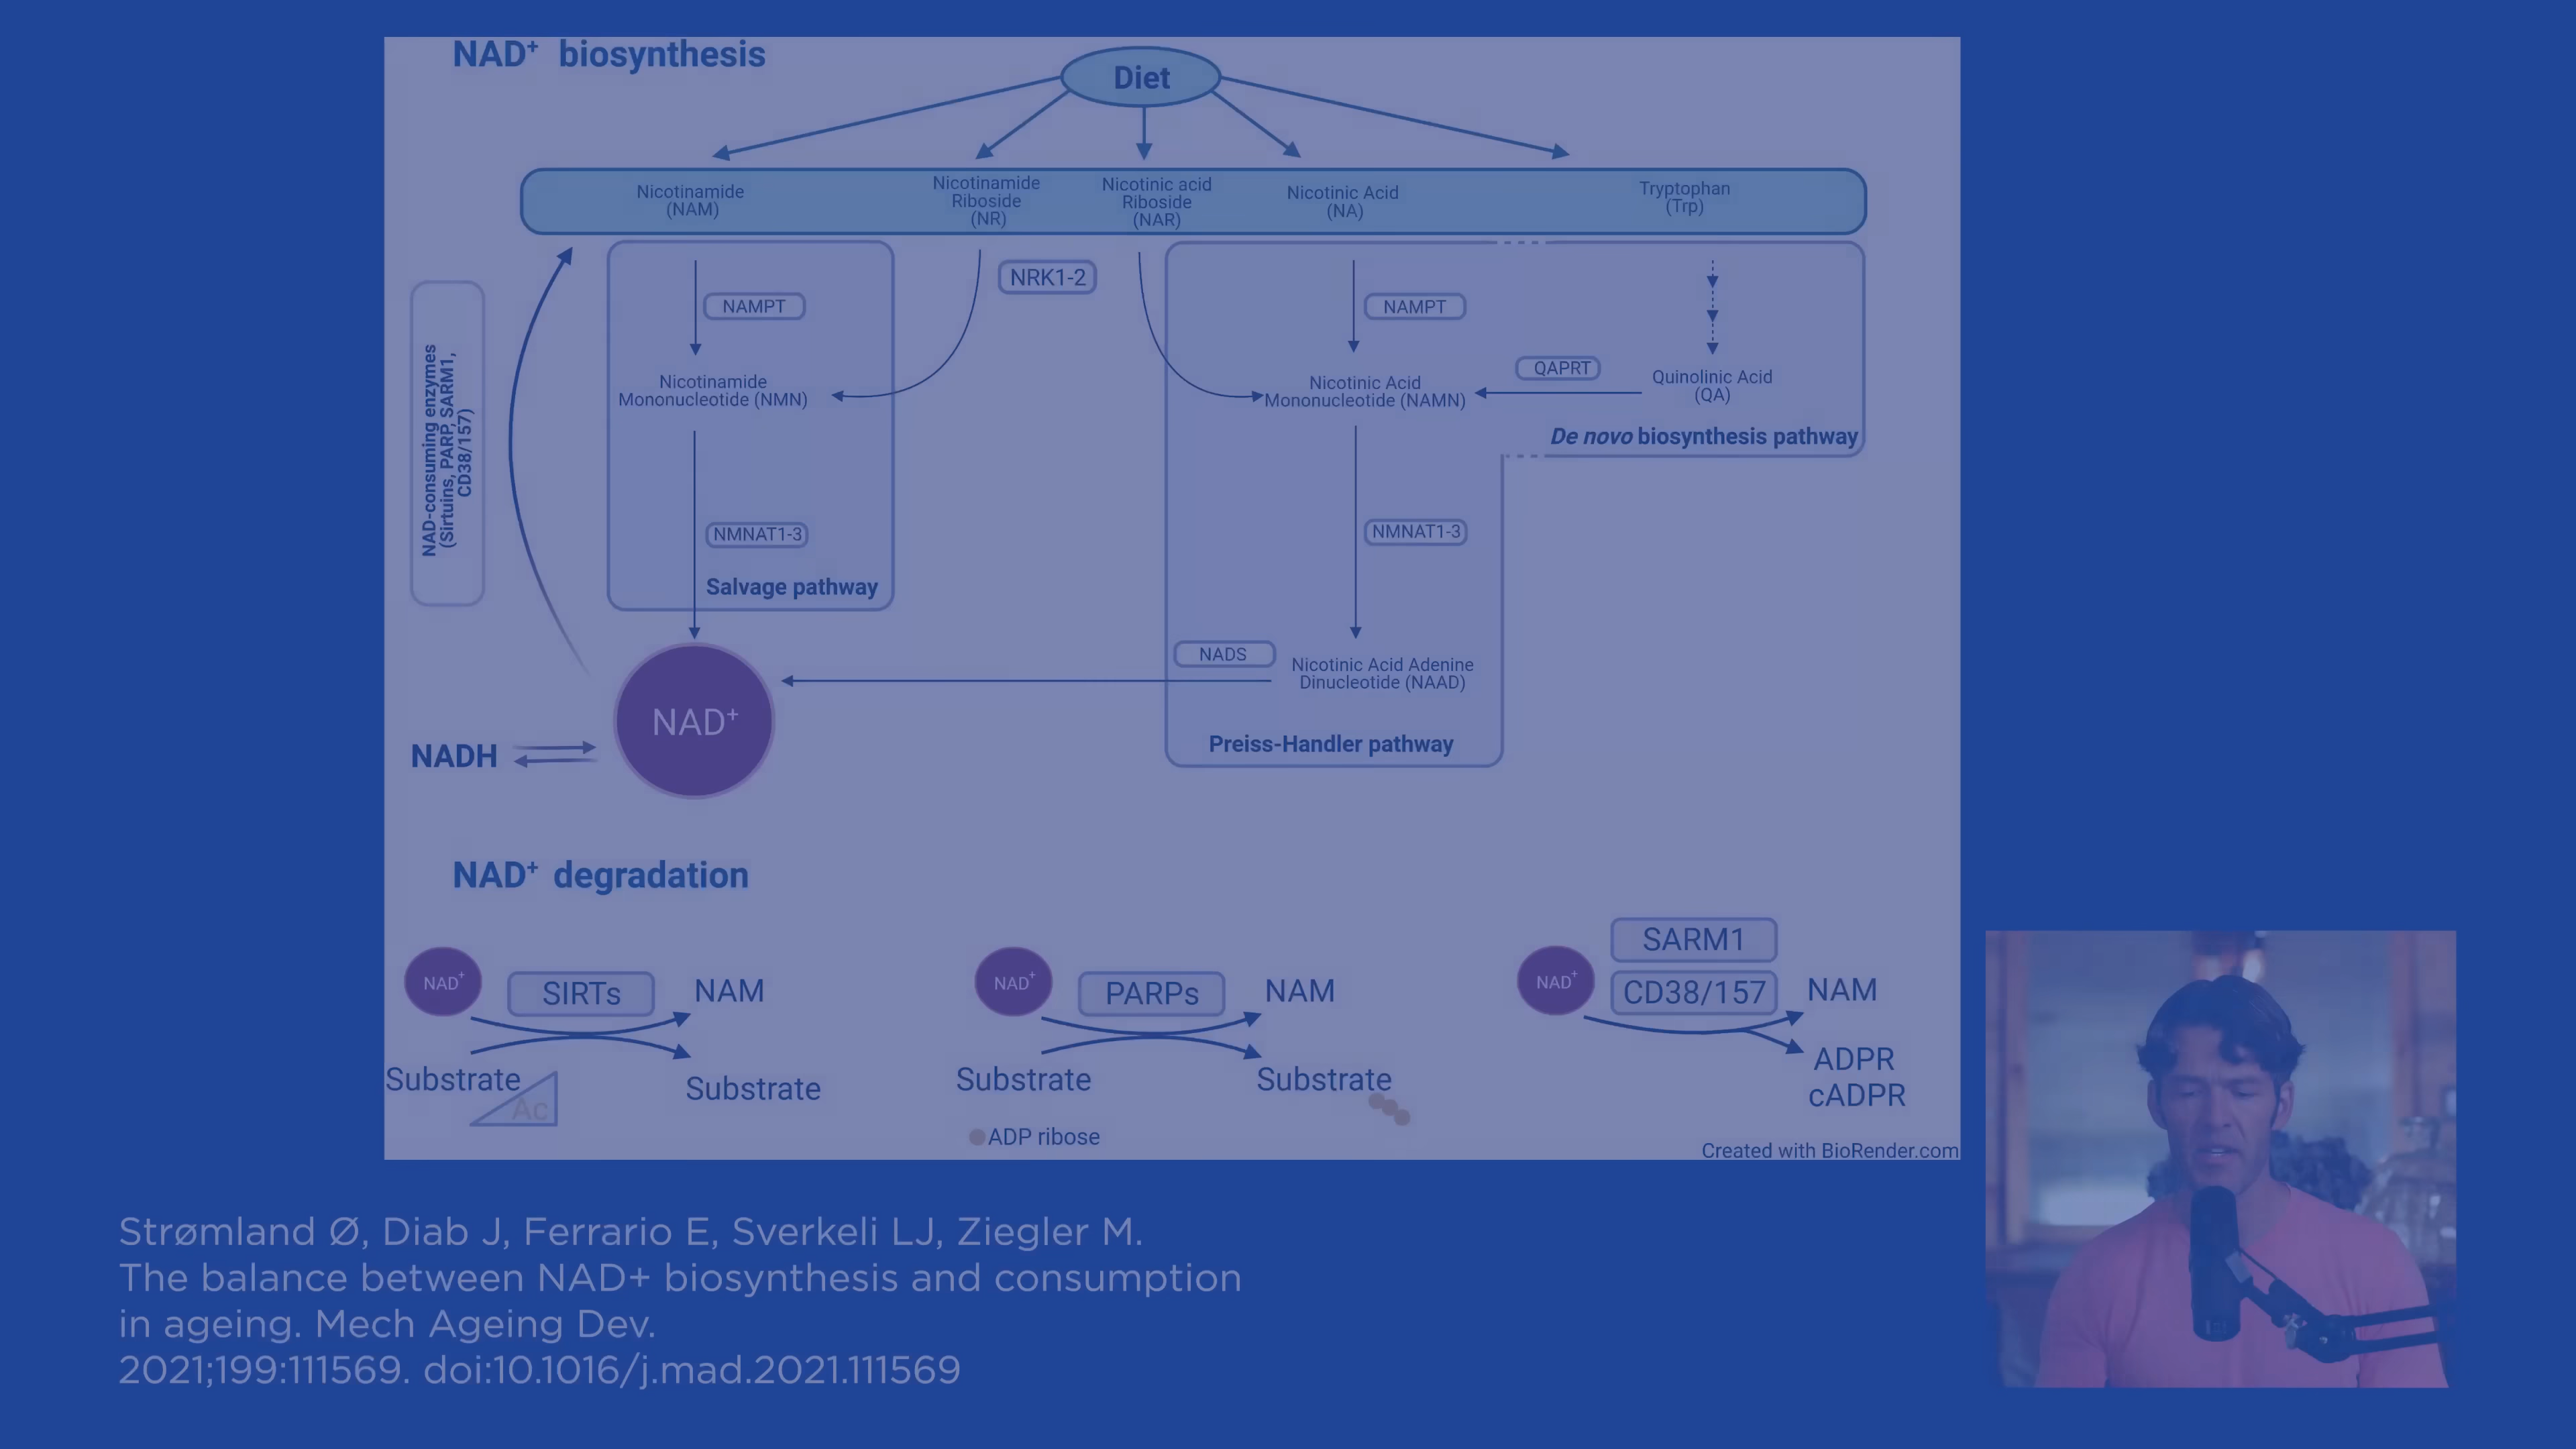 NAD⁺ biosynthesis
Diet
Nicotinamide
(NAM)
Nicotinamide
Riboside
(NR)
Nicotinic acid
Riboside
(NAR)
Nicotinic Acid
(NA)
Tryptophan
(Trp)
NAD-consuming enzymes
(Sirtuins, PARP, SARM1,
CD38/157)
NAMPT
NRK1-2
NAMPT
Nicotinamide
Mononucleotide (NMN)
Nicotinic Acid
Mononucleotide (NAMN)
QAPRT
Quinolinic Acid
(QA)
De novo biosynthesis pathway
NMNAT1-3
NMNAT1-3
Salvage pathway
NADS
Nicotinic Acid Adenine
Dinucleotide (NAAD)
NAD⁺
NADH
Preiss-Handler pathway
NAD⁺ degradation
NAD⁺
SIRTs
NAM
Substrate
Ac
Substrate
NAD⁺
PARPs
NAM
Substrate
Substrate
ADP ribose
NAD⁺
SARM1
CD38/157
NAM
ADPR
cADPR
Created with BioRender.com
Strømland Ø, Diab J, Ferrario E, Sverkeli LJ, Ziegler M.
The balance between NAD+ biosynthesis and consumption
in ageing. Mech Ageing Dev.
2021;199:111569. doi:10.1016/j.mad.2021.111569